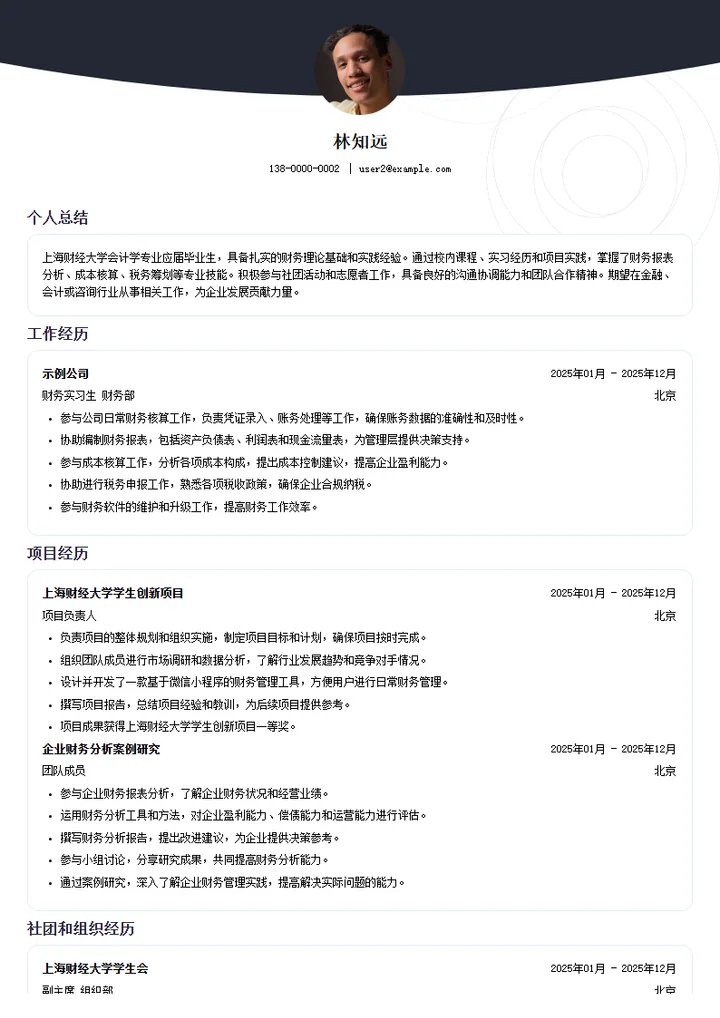 林知远
138-0000-0002 | user2@example.com
个人总结
上海财经大学会计学专业应届毕业生，具备扎实的财务理论基础和实践经验。通过校内课程、实习经历和项目实践，掌握了财务报表
分析、成本核算、税务筹划等专业技能。积极参与社团活动和志愿者工作，具备良好的沟通协调能力和团队合作精神。期望在金融、
会计或咨询行业从事相关工作，为企业发展贡献力量。
工作经历
示例公司 2025年01月 - 2025年12月
财务实习生 财务部 北京
• 参与公司日常财务核算工作，负责凭证录入、账务处理等工作，确保账务数据的准确性和及时性。
• 协助编制财务报表，包括资产负债表、利润表和现金流量表，为管理层提供决策支持。
• 参与成本核算工作，分析各项成本构成，提出成本控制建议，提高企业盈利能力。
• 协助进行税务申报工作，熟悉各项税收政策，确保企业合规纳税。
• 参与财务软件的维护和升级工作，提高财务工作效率。
项目经历
上海财经大学学生创新项目 2025年01月 - 2025年12月
项目负责人 北京
• 负责项目的整体规划和组织实施，制定项目目标和计划，确保项目按时完成。
• 组织团队成员进行市场调研和数据分析，了解行业发展趋势和竞争对手情况。
• 设计并开发了一款基于微信小程序的财务管理工具，方便用户进行日常财务管理。
• 撰写项目报告，总结项目经验和教训，为后续项目提供参考。
• 项目成果获得上海财经大学学生创新项目一等奖。
企业财务分析案例研究 2025年01月 - 2025年12月
团队成员 北京
• 参与企业财务报表分析，了解企业财务状况和经营业绩。
• 运用财务分析工具和方法，对企业盈利能力、偿债能力和运营能力进行评估。
• 撰写财务分析报告，提出改进建议，为企业提供决策参考。
• 参与小组讨论，分享研究成果，共同提高财务分析能力。
• 通过案例研究，深入了解企业财务管理实践，提高解决实际问题的能力。
社团和组织经历
上海财经大学学生会 2025年01月 - 2025年12月
副主席 组织部 北京